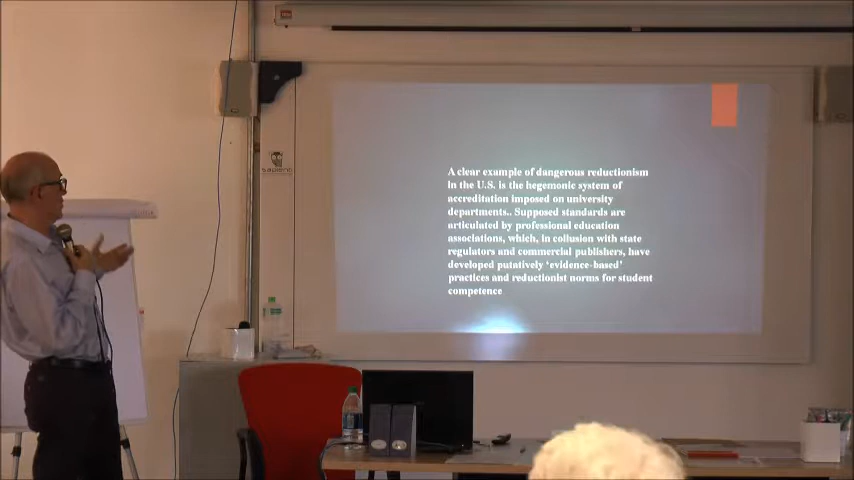 sapienza
A clear example of dangerous reductionism
in the U.S. is the hegemonic system of
accreditation imposed on university
departments.. Supposed standards are
articulated by professional education
associations, which, in collusion with state
regulators and commercial publishers, have
developed putatively 'evidence-based'
practices and reductionist norms for student
competence